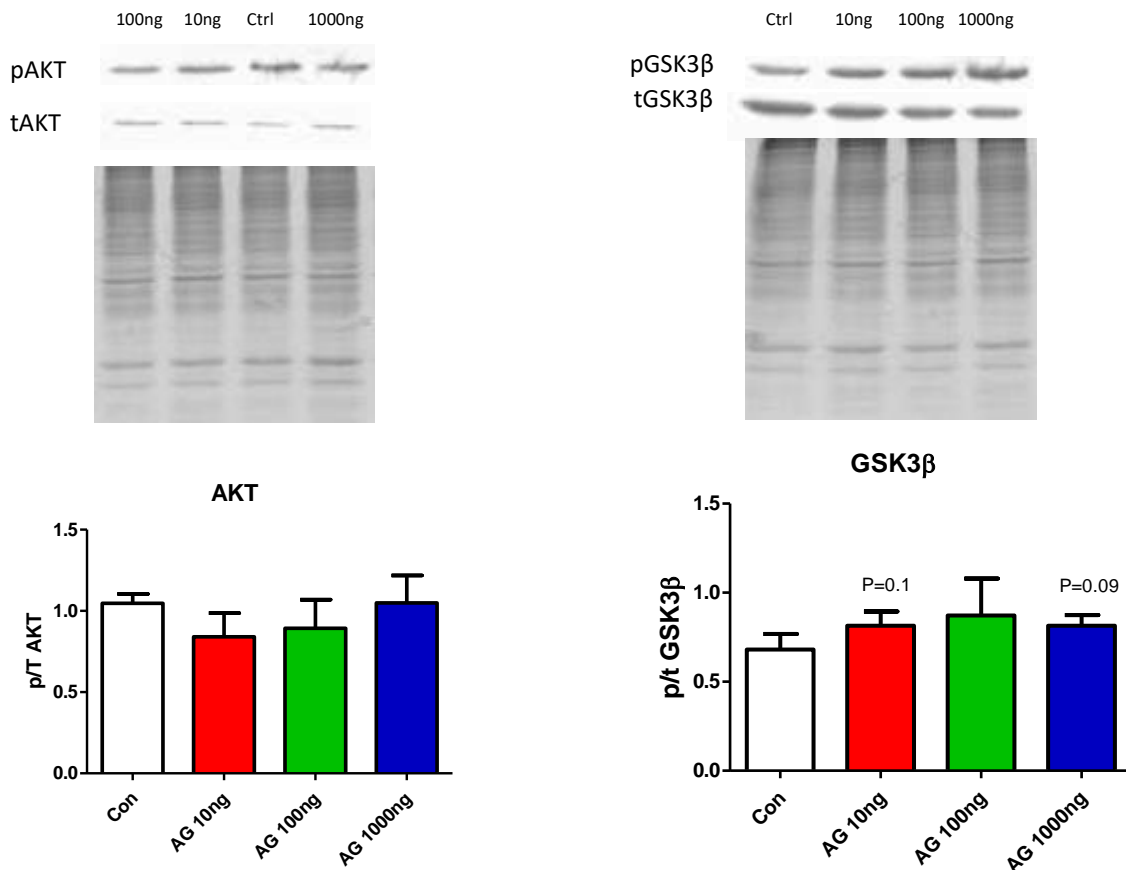 100ng 10ng Ctrl 1000ng
pAKT
tAKT
Ctrl 10ng 100ng 1000ng
pGSK3β
tGSK3β
AKT
p/T AKT
1.5
1.0
0.5
0.0
Con
AG 10ng
AG 100ng
AG 1000ng
GSK3β
p/t GSK3β
1.5
1.0
0.5
0.0
P=0.1
P=0.09
Con
AG 10ng
AG 100ng
AG 1000ng